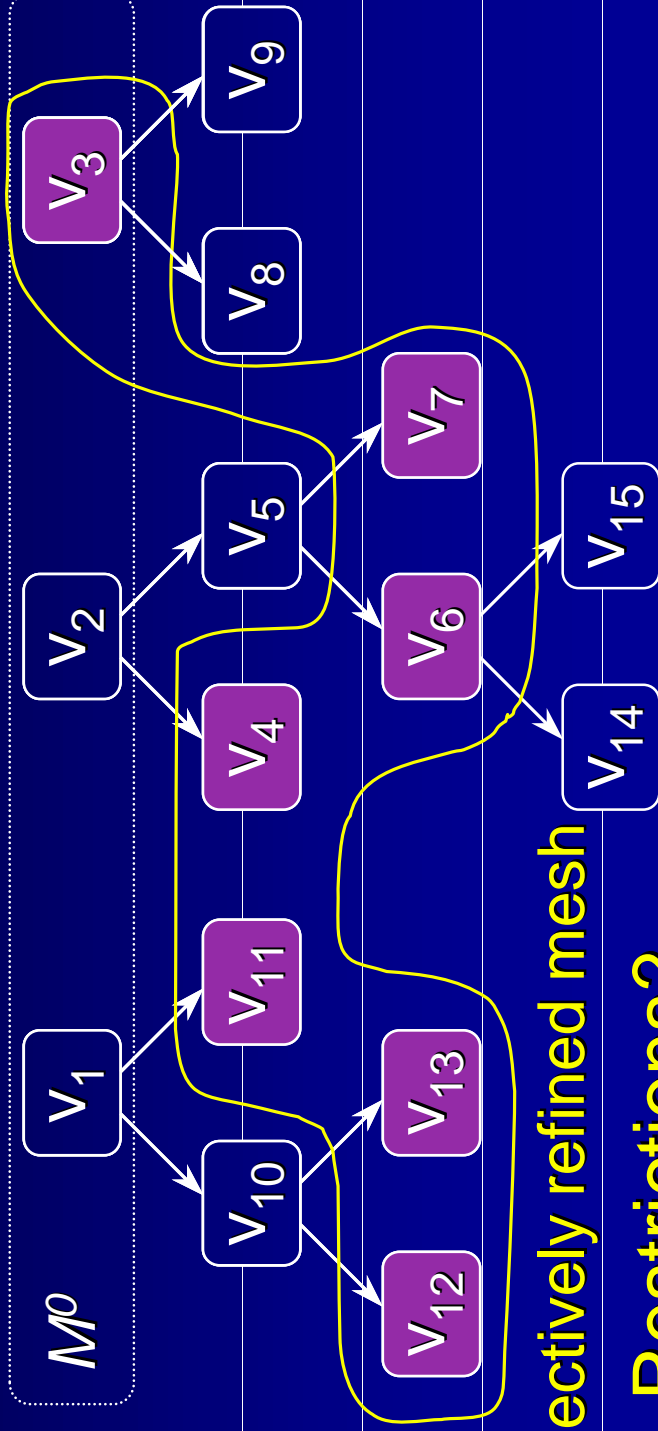 M⁰ v₁ v₂ v₃
v₁₀ v₁₁ v₄ v₅ v₈ v₉
v₁₂ v₁₃ v₆ v₇
v₁₄ v₁₅
ectively refined mesh
Restrictions?